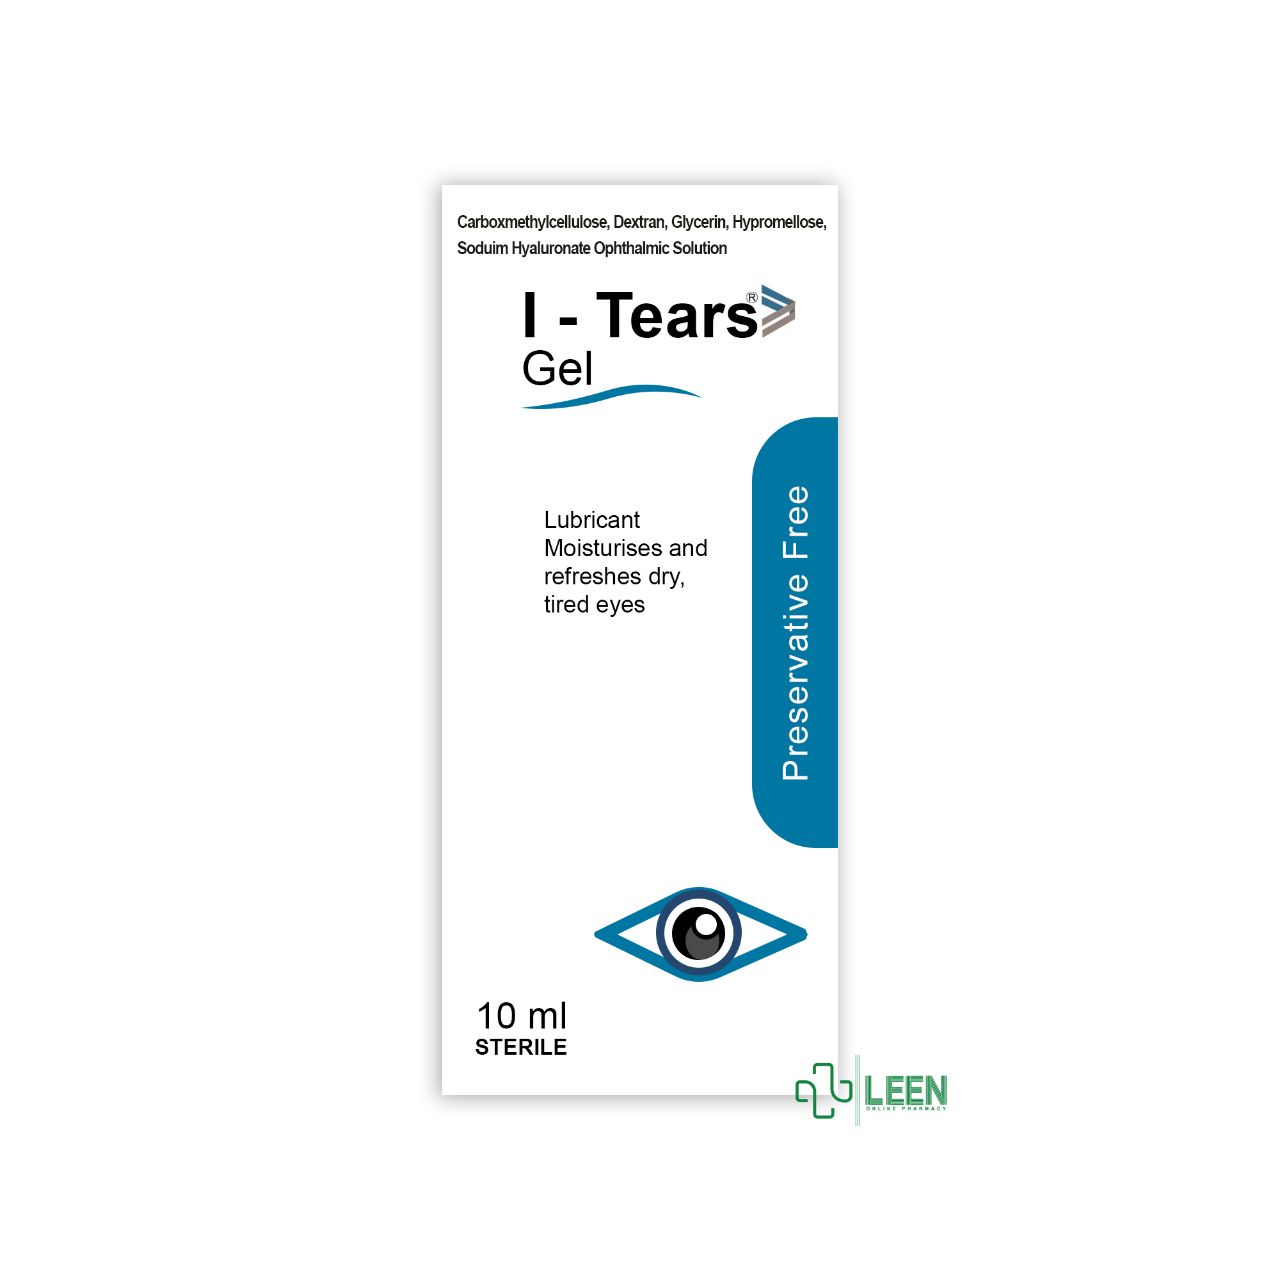 Carboxmethylcellulose, Dextran, Glycerin, Hypromellose,
Soduim Hyaluronate Ophthalmic Solution
I - Tears®
Gel
Lubricant
Moisturises and
refreshes dry,
tired eyes
Preservative Free
10 ml
STERILE
LEEN
ONLINE PHARMACY